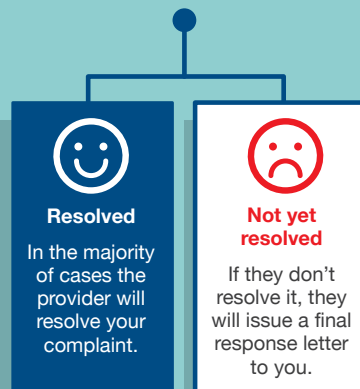 Resolved
In the majority
of cases the
provider will
resolve your
complaint.
Not yet
resolved
If they don't
resolve it, they
will issue a final
response letter
to you.